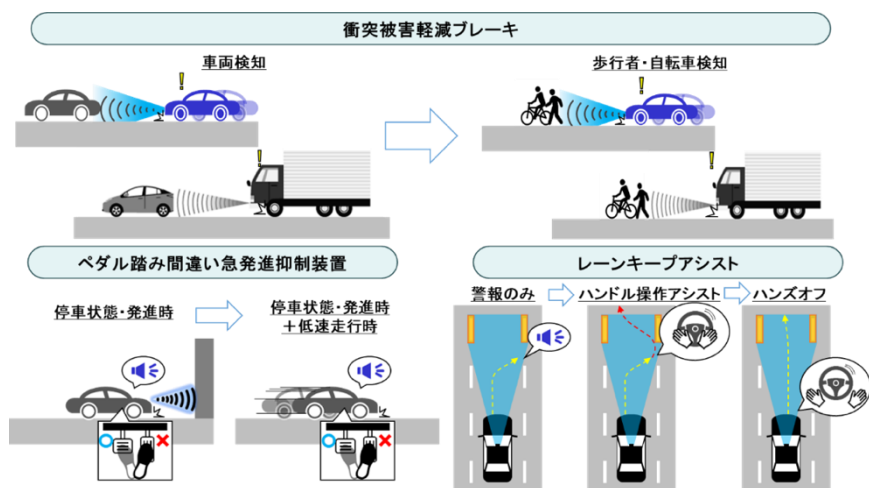 衝突被害軽減ブレーキ
車両検知
歩行者・自転車検知
ペダル踏み間違い急発進抑制装置
停車状態・発進時
停車状態・発進時
＋低速走行時
レーンキープアシスト
警報のみ
ハンドル操作アシスト
ハンズオフ